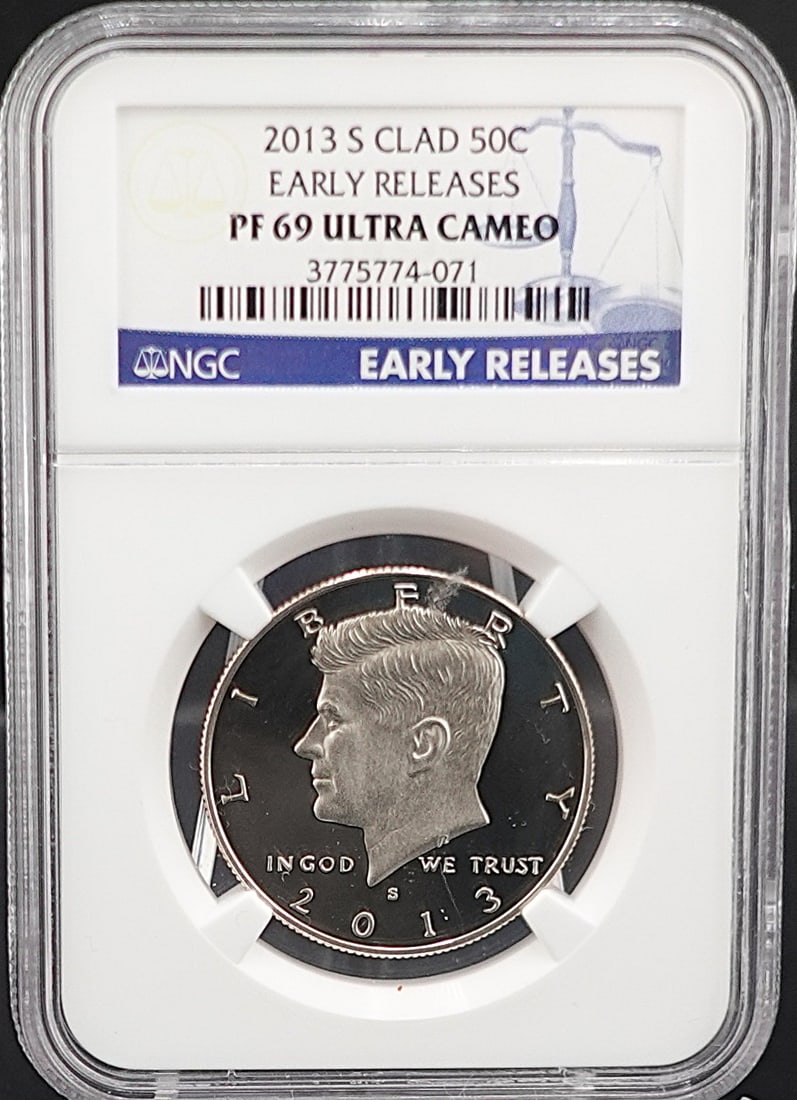 2013 S CLAD 50C
EARLY RELEASES
PF 69 ULTRA CAMEO
3775774-071
NGC
NGC EARLY RELEASES
LIBERTY
IN GOD WE TRUST
S
2013